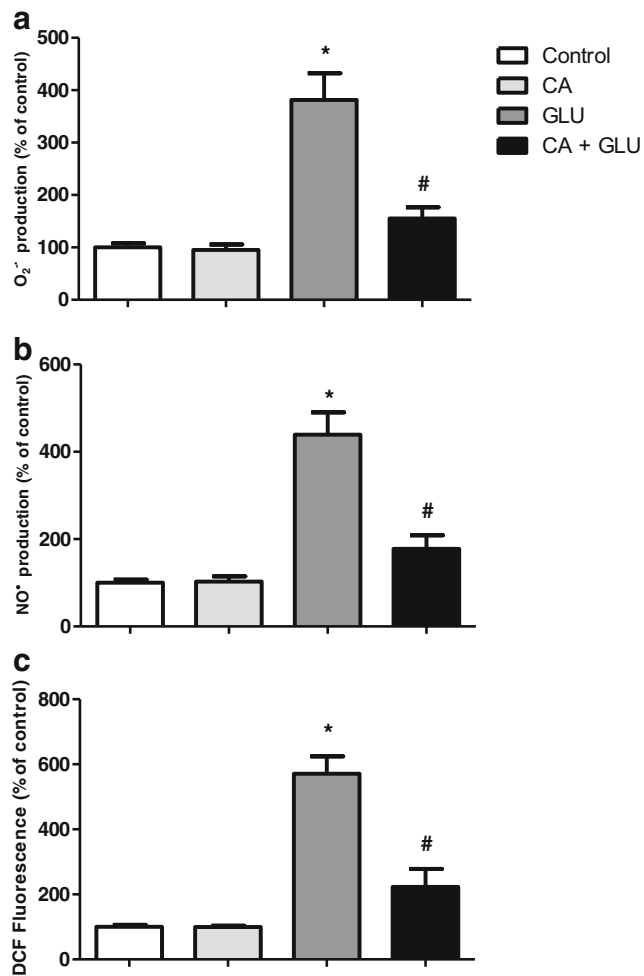 a
O₂˙⁻ production (% of control)
500
400
300
200
100
0
*
#
Control
CA
GLU
CA + GLU
b
NO• production (% of control)
600
400
200
0
*
#
c
DCF Fluorescence (% of control)
800
600
400
200
0
*
#